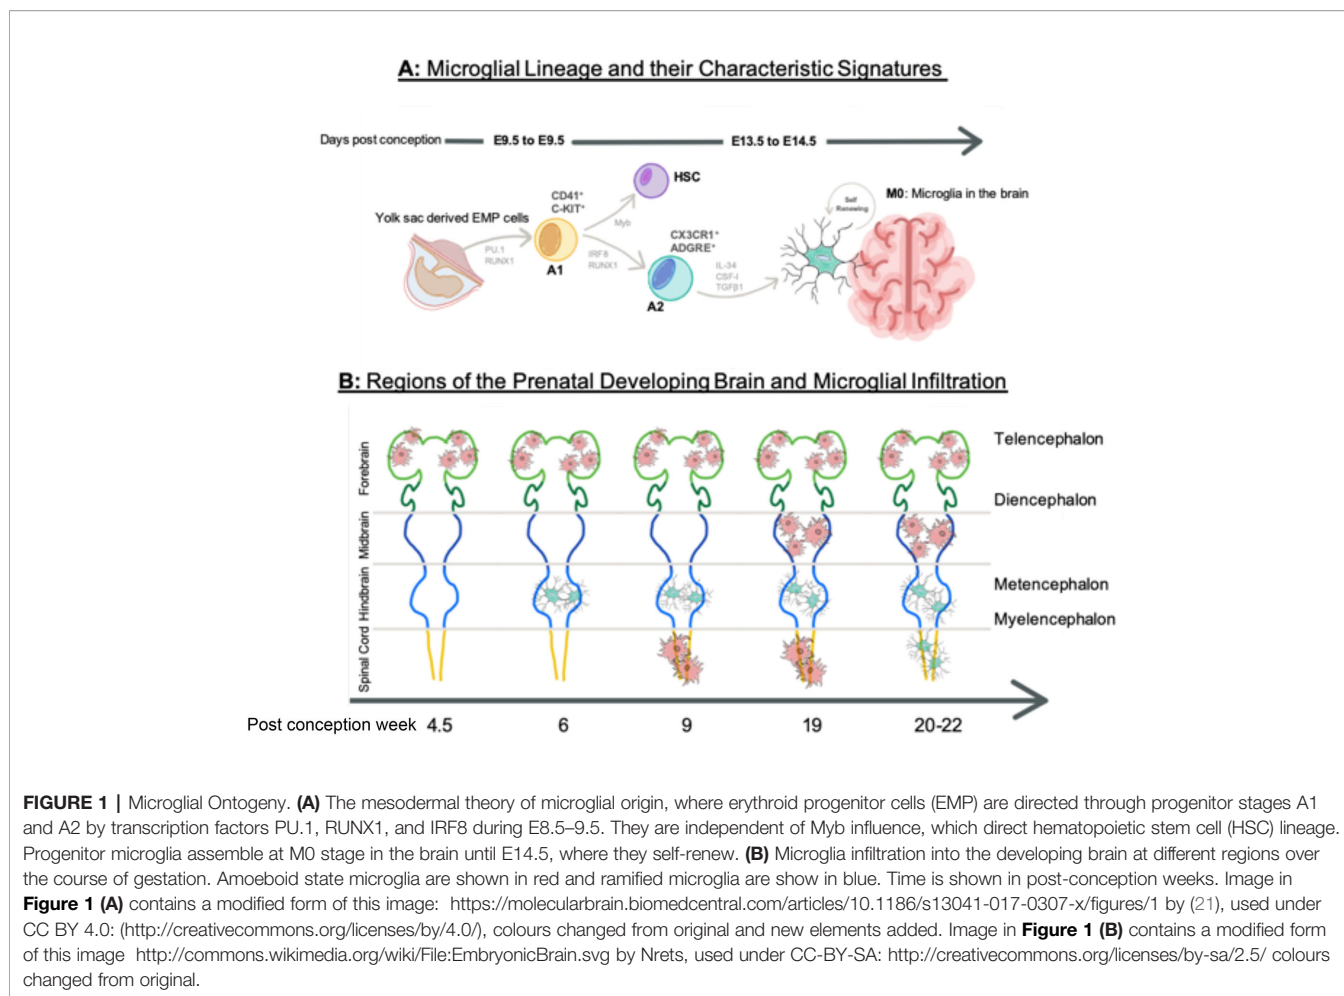 A: Microglial Lineage and their Characteristic Signatures
Days post conception
E9.5 to E9.5
E13.5 to E14.5
HSC
CD41+
C-KIT+
Yolk sac derived EMP cells
Myb
PU.1
RUNX1
A1
IRF8
RUNX1
CX3CR1+
ADGRE+
A2
IL-34
CSF-I
TGFβ1
Self
Renewing
M0: Microglia in the brain
B: Regions of the Prenatal Developing Brain and Microglial Infiltration
Forebrain
Midbrain
Hindbrain
Spinal Cord
Telencephalon
Diencephalon
Metencephalon
Myelencephalon
Post conception week 4.5 6 9 19 20-22
FIGURE 1 | Microglial Ontogeny. (A) The mesodermal theory of microglial origin, where erythroid progenitor cells (EMP) are directed through progenitor stages A1
and A2 by transcription factors PU.1, RUNX1, and IRF8 during E8.5–9.5. They are independent of Myb influence, which direct hematopoietic stem cell (HSC) lineage.
Progenitor microglia assemble at M0 stage in the brain until E14.5, where they self-renew. (B) Microglia infiltration into the developing brain at different regions over
the course of gestation. Amoeboid state microglia are shown in red and ramified microglia are show in blue. Time is shown in post-conception weeks. Image in
Figure 1 (A) contains a modified form of this image: https://molecularbrain.biomedcentral.com/articles/10.1186/s13041-017-0307-x/figures/1 by (21), used under
CC BY 4.0: (http://creativecommons.org/licenses/by/4.0/), colours changed from original and new elements added. Image in Figure 1 (B) contains a modified form
of this image http://commons.wikimedia.org/wiki/File:EmbryonicBrain.svg by Nrets, used under CC-BY-SA: http://creativecommons.org/licenses/by-sa/2.5/ colours
changed from original.